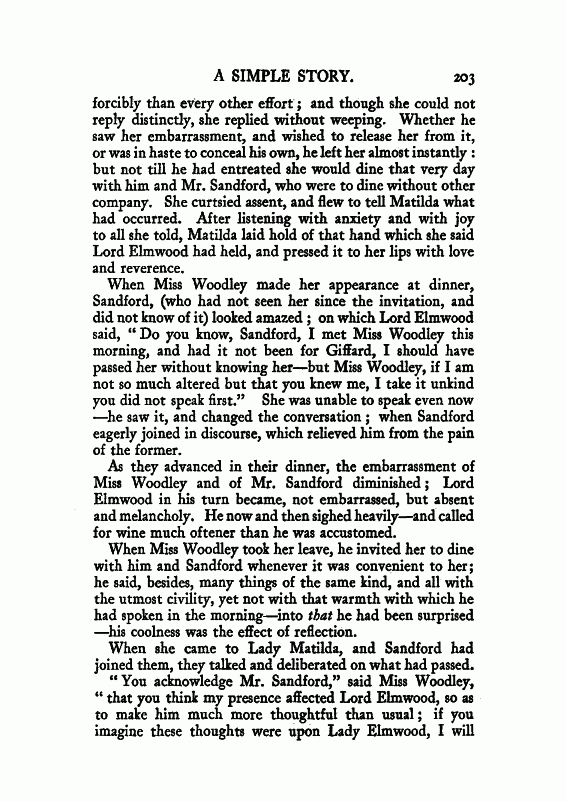 A SIMPLE STORY. 203
forcibly than every other effort ; and though she could not
reply distinctly, she replied without weeping. Whether he
saw her embarrassment, and wished to release her from it,
or was in haste to conceal his own, he left her almost instantly :
but not till he had entreated she would dine that very day
with him and Mr. Sandford, who were to dine without other
company. She curtsied assent, and flew to tell Matilda what
had occurred. After listening with anxiety and with joy
to all she told, Matilda laid hold of that hand which she said
Lord Elmwood had held, and pressed it to her lips with love
and reverence.
When Miss Woodley made her appearance at dinner,
Sandford, (who had not seen her since the invitation, and
did not know of it) looked amazed ; on which Lord Elmwood
said, “ Do you know, Sandford, I met Miss Woodley this
morning, and had it not been for Giffard, I should have
passed her without knowing her—but Miss Woodley, if I am
not so much altered but that you knew me, I take it unkind
you did not speak first.” She was unable to speak even now
—he saw it, and changed the conversation ; when Sandford
eagerly joined in discourse, which relieved him from the pain
of the former.
As they advanced in their dinner, the embarrassment of
Miss Woodley and of Mr. Sandford diminished ; Lord
Elmwood in his turn became, not embarrassed, but absent
and melancholy. He now and then sighed heavily—and called
for wine much oftener than he was accustomed.
When Miss Woodley took her leave, he invited her to dine
with him and Sandford whenever it was convenient to her ;
he said, besides, many things of the same kind, and all with
the utmost civility, yet not with that warmth with which he
had spoken in the morning—into that he had been surprised
—his coolness was the effect of reflection.
When she came to Lady Matilda, and Sandford had
joined them, they talked and deliberated on what had passed.
“ You acknowledge Mr. Sandford,” said Miss Woodley,
“ that you think my presence affected Lord Elmwood, so as
to make him much more thoughtful than usual ; if you
imagine these thoughts were upon Lady Elmwood, I will